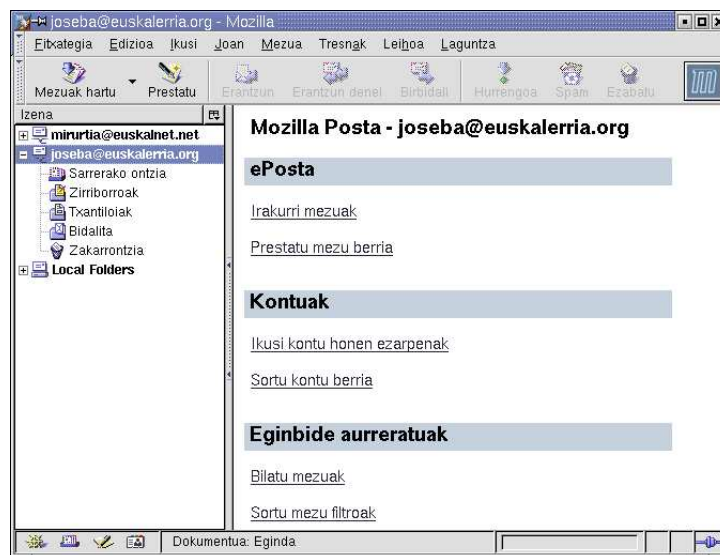 joseba@euskalerria.org - Mozilla
Fitxategia Edizioa Ikusi Joan Mezua Tresnak Leihoa Laguntza
Mezuak hartu Prestatu Erantzun Erantzun denei Birbidali Hurrengoa Spam Ezabatu
Izena
mirurtia@euskalnet.net
joseba@euskalerria.org
Sarrerako ontzia
Zirriborroak
Txantiloiak
Bidalita
Zakarrontzia
Local Folders
Mozilla Posta - joseba@euskalerria.org
ePosta
Irakurri mezuak
Prestatu mezu berria
Kontuak
Ikusi kontu honen ezarpenak
Sortu kontu berria
Eginbide aurreratuak
Bilatu mezuak
Sortu mezu filtroak
Dokumentua: Eginda